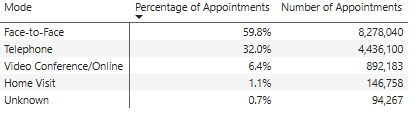 Mode Percentage of Appointments Number of Appointments
Face-to-Face 59.8% 8,278,040
Telephone 32.0% 4,436,100
Video Conference/Online 6.4% 892,183
Home Visit 1.1% 146,758
Unknown 0.7% 94,267